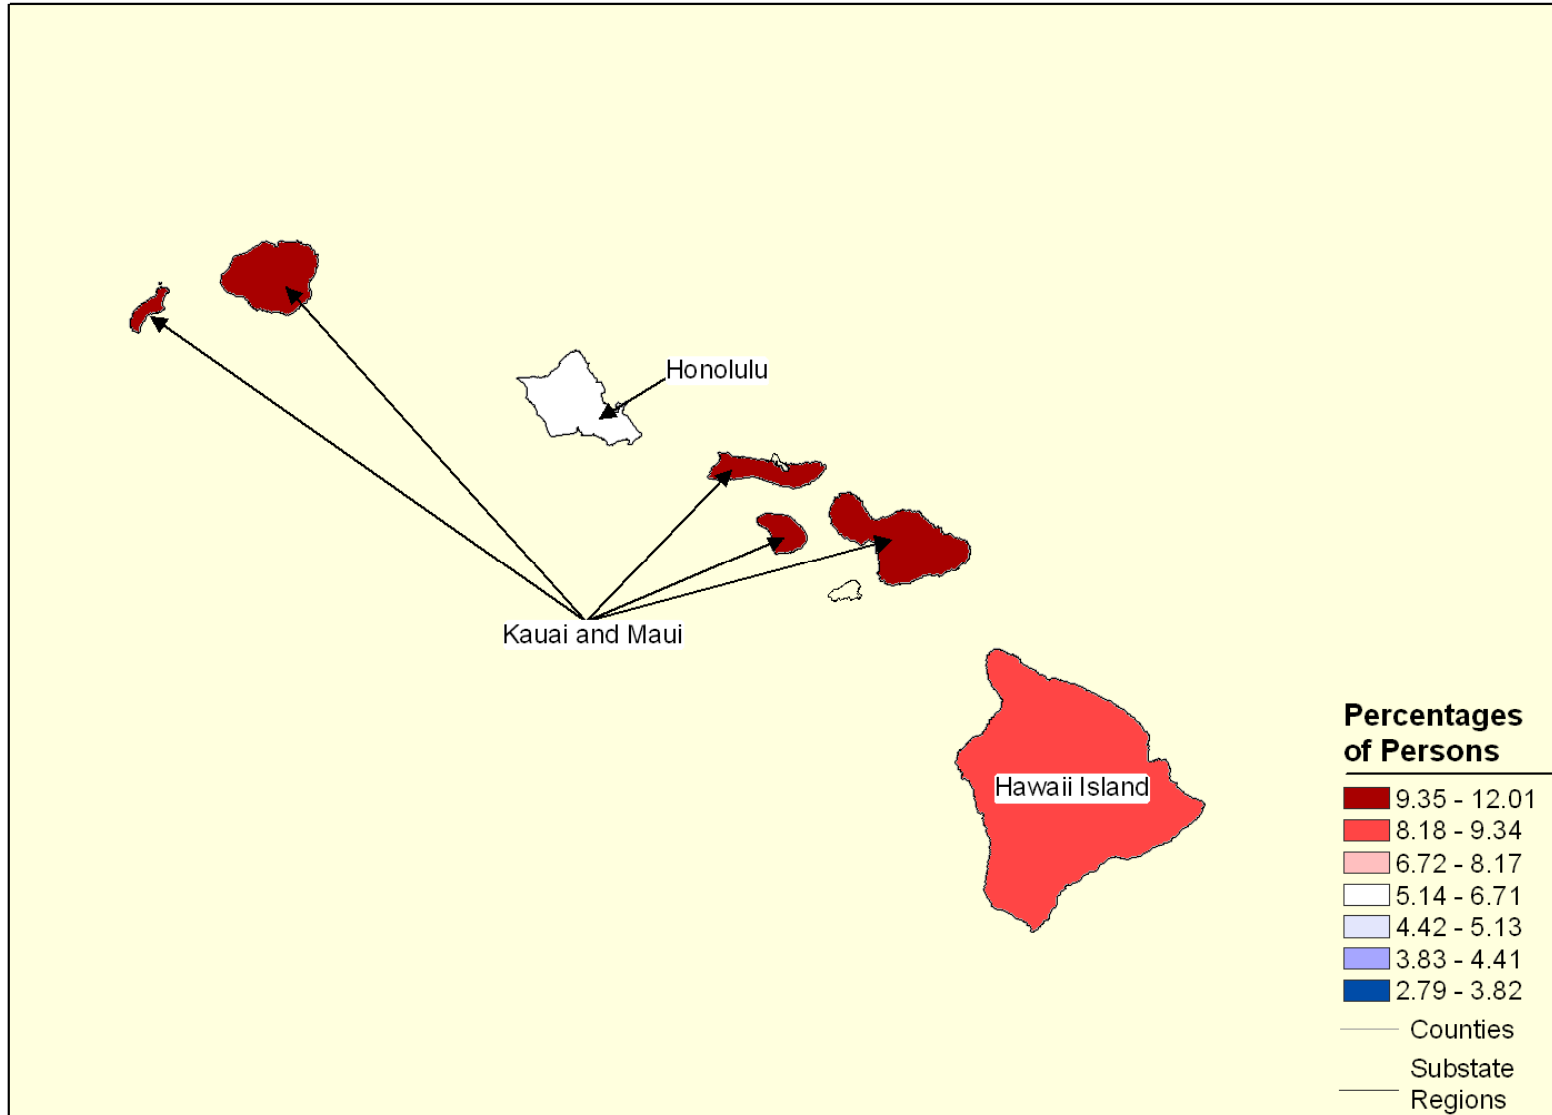 Honolulu
Kauai and Maui
Hawaii Island
Percentages
of Persons
9.35 - 12.01
8.18 - 9.34
6.72 - 8.17
5.14 - 6.71
4.42 - 5.13
3.83 - 4.41
2.79 - 3.82
Counties
Substate
Regions